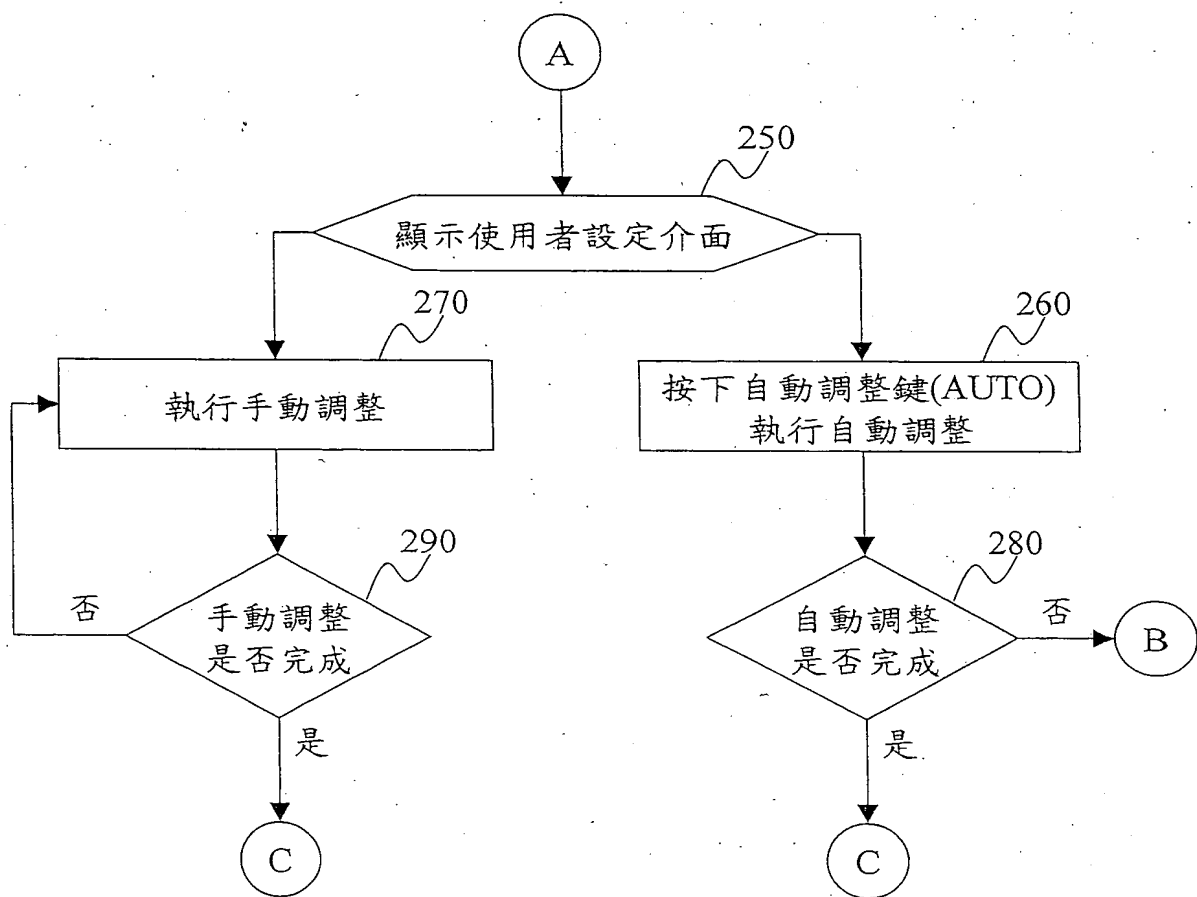 A
250
顯示使用者設定介面
270
執行手動調整
260
按下自動調整鍵(AUTO)
執行自動調整
290
手動調整
是否完成
否
是
C
280
自動調整
是否完成
否
B
是
C